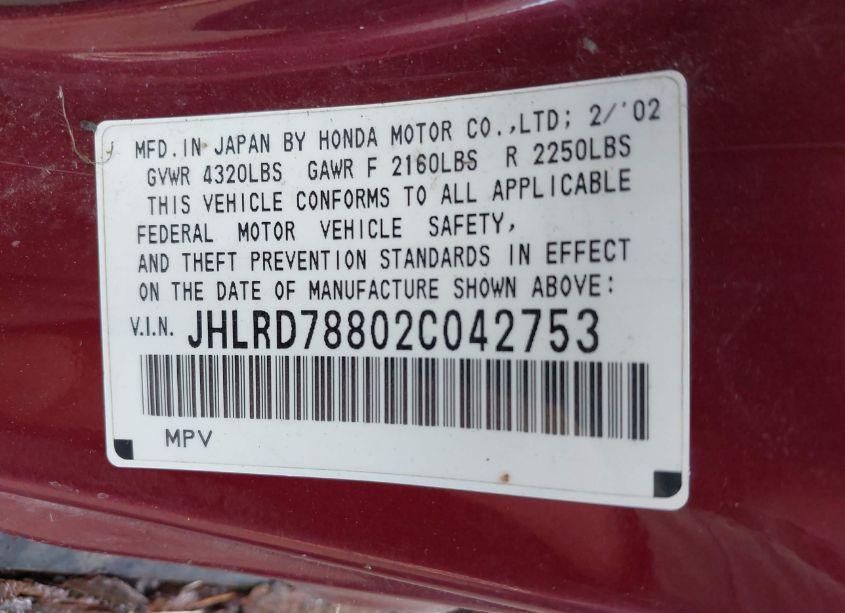 MFD.IN JAPAN BY HONDA MOTOR CO.,LTD; 2/'02
GVWR 4320LBS GAWR F 2160LBS R 2250LBS
THIS VEHICLE CONFORMS TO ALL APPLICABLE
FEDERAL MOTOR VEHICLE SAFETY,
AND THEFT PREVENTION STANDARDS IN EFFECT
ON THE DATE OF MANUFACTURE SHOWN ABOVE:
V.I.N. JHLRD78802C042753
MPV